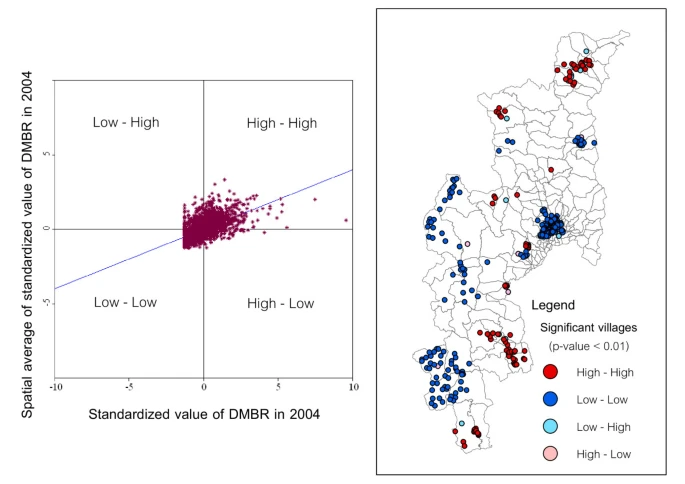 Spatial average of standardized value of DMBR in 2004
Low - High
High - High
5
0
-5
Low - Low
High - Low
-10
-5
0
5
10
Standardized value of DMBR in 2004
Legend
Significant villages
(p-value < 0.01)
High - High
Low - Low
Low - High
High - Low